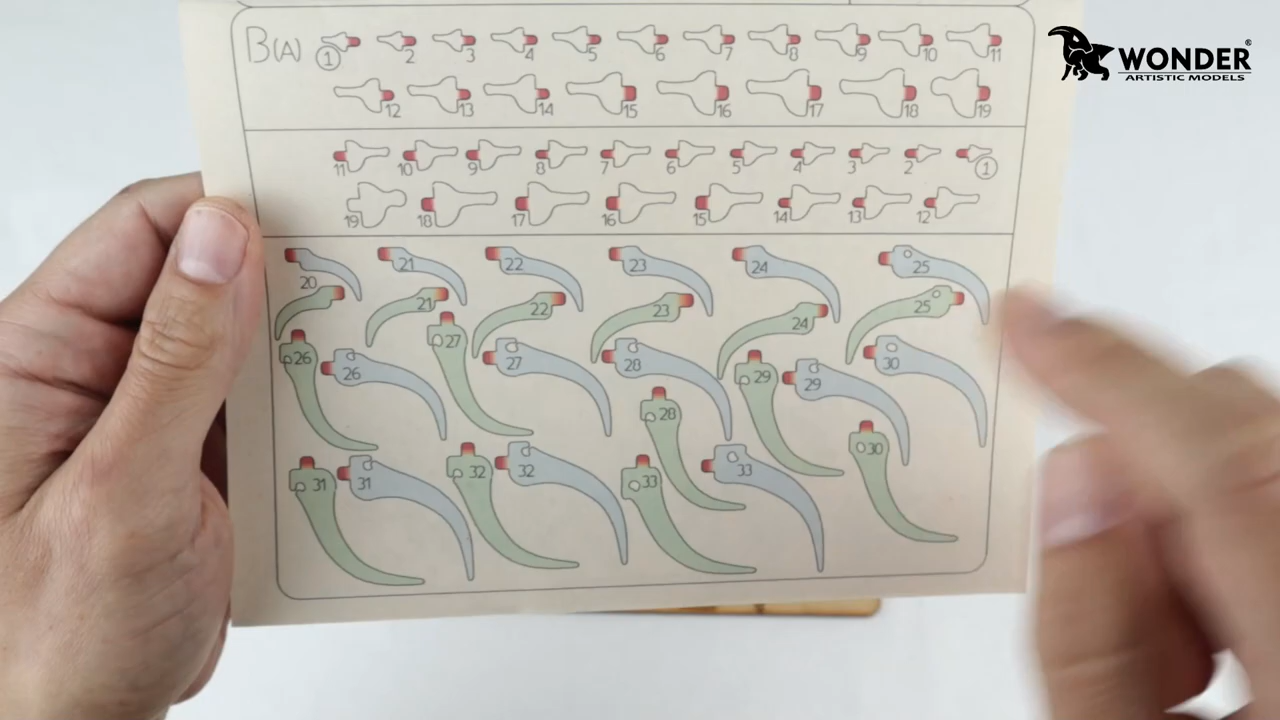 B(A) 1 2 3 4 5 6 7 8 9 10 11
12 13 14 15 16 17 18 19
11 10 9 8 7 6 5 4 3 2 1
19 18 17 16 15 14 13 12
20 21 22 23 24 25
21 22 23 24 25
26 26 27 27 28 29 29 30
28 30
31 31 32 32 33 33
WONDER®
ARTISTIC MODELS